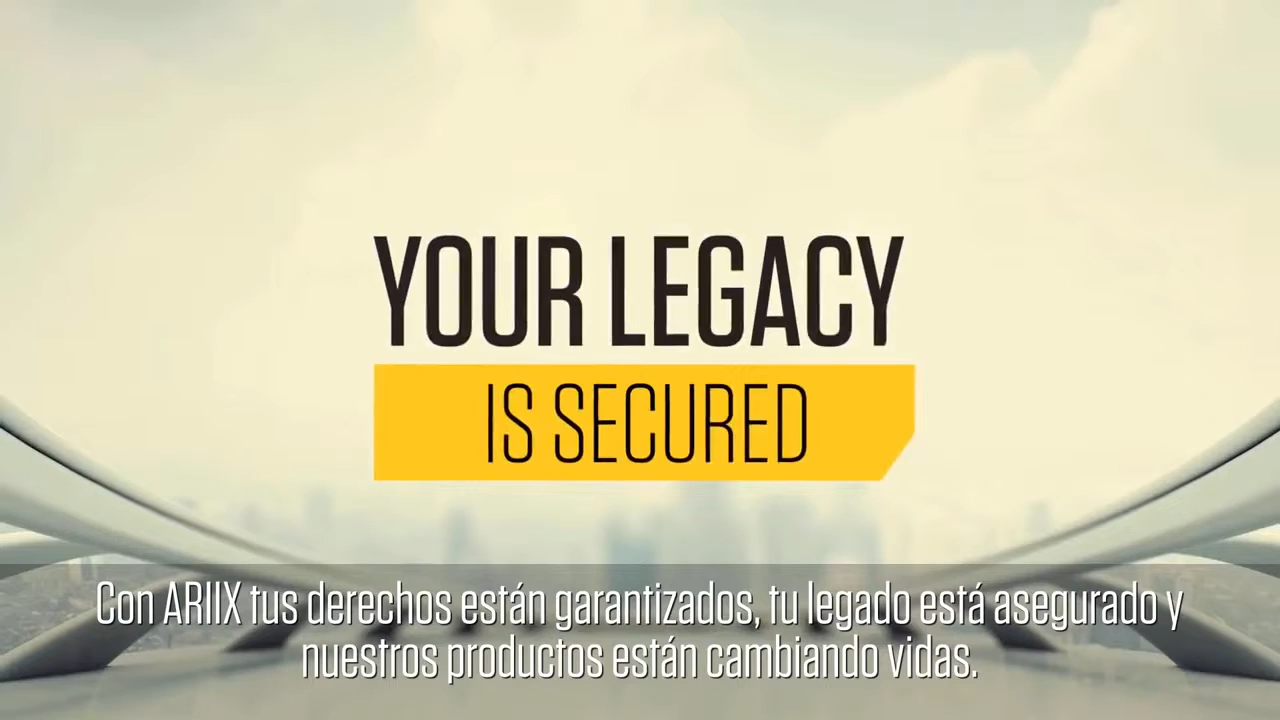 YOUR LEGACY
IS SECURED
Con ARIIX tus derechos están garantizados, tu legado está asegurado y
nuestros productos están cambiando vidas.